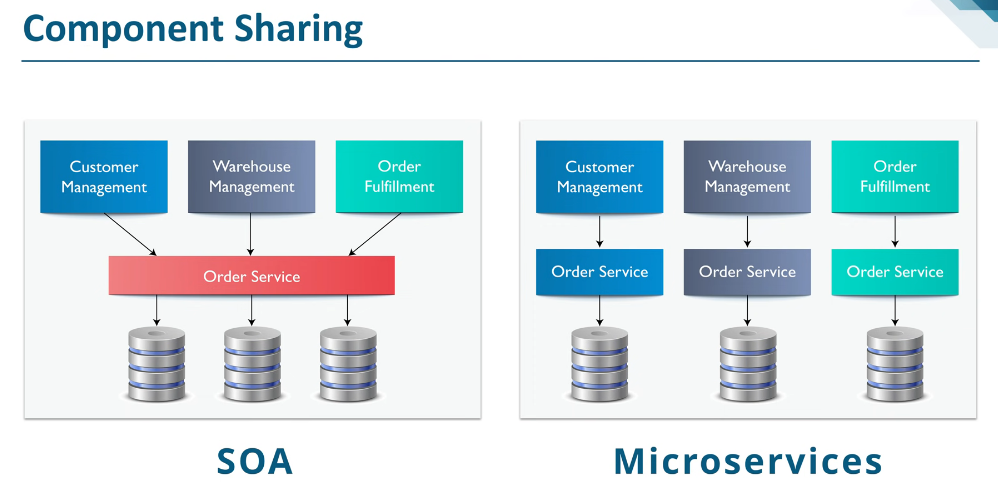 Component Sharing
Customer
Management
Warehouse
Management
Order
Fulfillment
Order Service
SOA
Customer
Management
Warehouse
Management
Order
Fulfillment
Order Service
Order Service
Order Service
Microservices